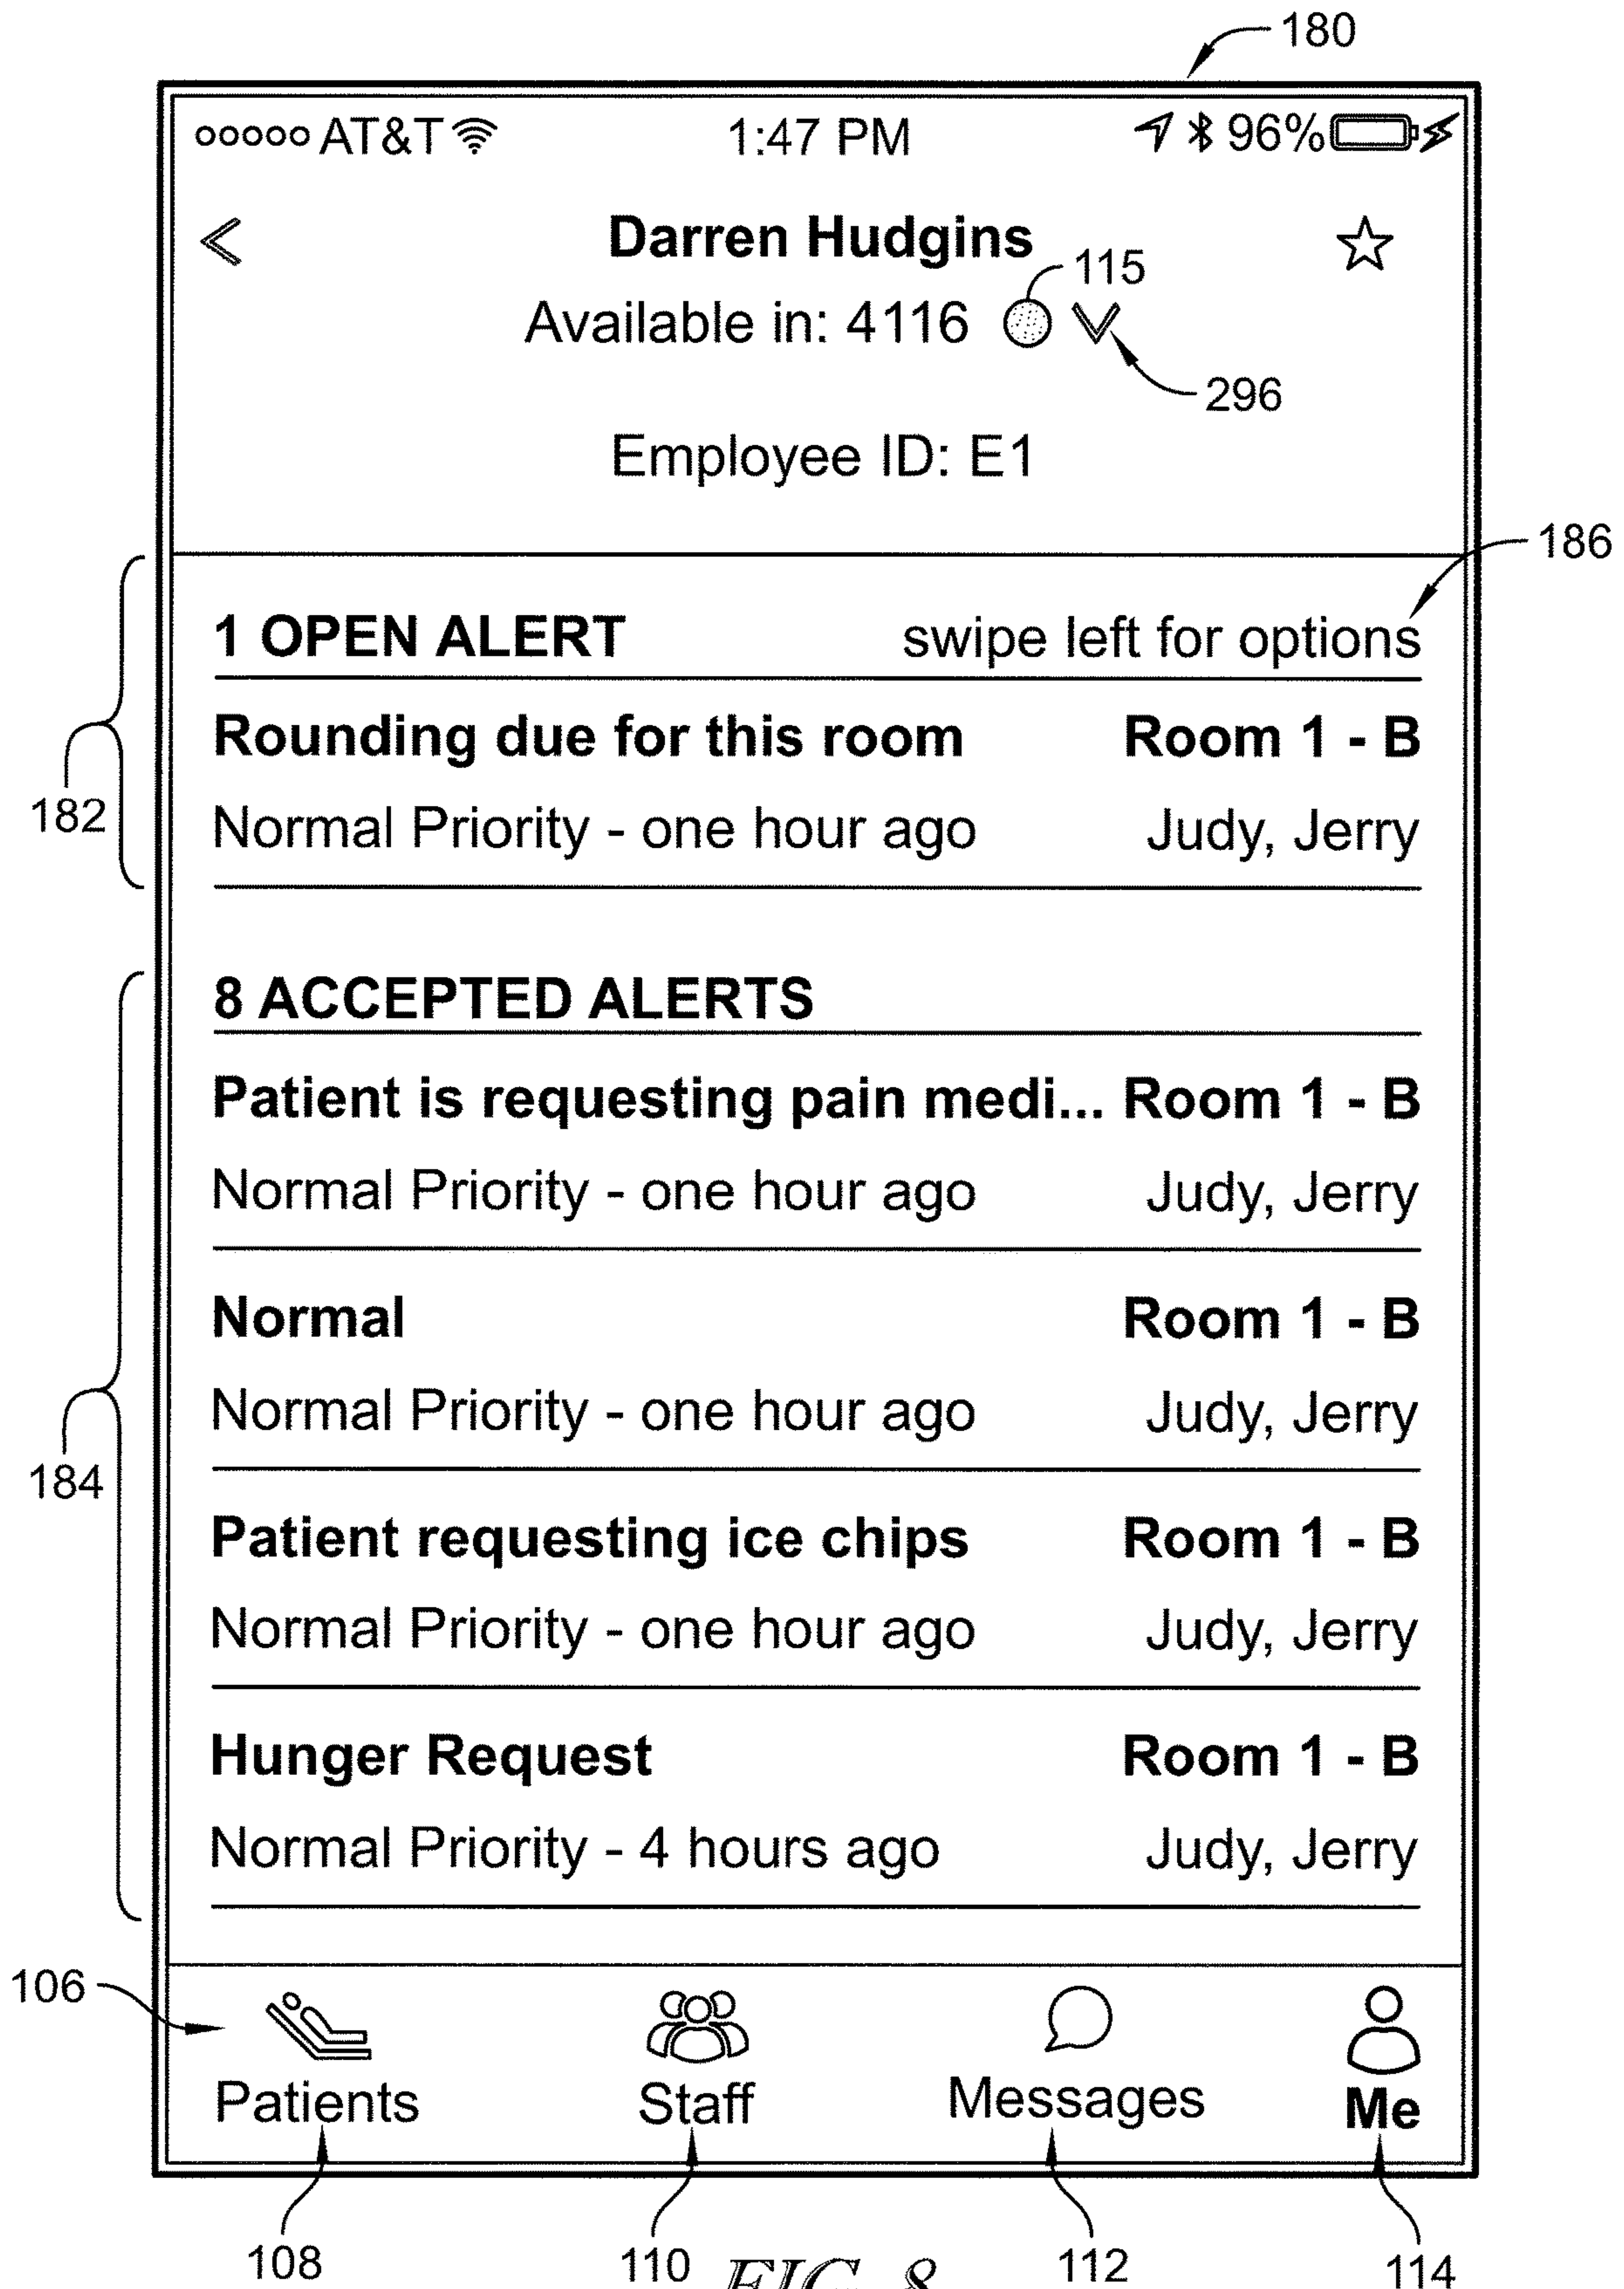 180
ooooo AT&T 1:47 PM 96%
Darren Hudgins
115
Available in: 4116
296
Employee ID: E1
186
1 OPEN ALERT swipe left for options
Rounding due for this room Room 1 - B
182
Normal Priority - one hour ago Judy, Jerry
8 ACCEPTED ALERTS
Patient is requesting pain medi... Room 1 - B
Normal Priority - one hour ago Judy, Jerry
Normal Room 1 - B
Normal Priority - one hour ago Judy, Jerry
184
Patient requesting ice chips Room 1 - B
Normal Priority - one hour ago Judy, Jerry
Hunger Request Room 1 - B
Normal Priority - 4 hours ago Judy, Jerry
106
Patients Staff Messages Me
108 110 112 114
FIG. 8